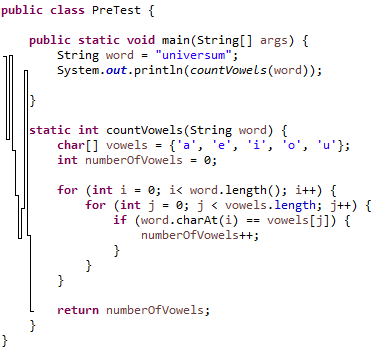 public class PreTest {
public static void main(String[] args) {
String word = "universum";
System.out.println(countVowels(word));
}
static int countVowels(String word) {
char[] vowels = {'a', 'e', 'i', 'o', 'u'};
int numberOfVowels = 0;
for (int i = 0; i< word.length(); i++) {
for (int j = 0; j < vowels.length; j++) {
if (word.charAt(i) == vowels[j]) {
numberOfVowels++;
}
}
}
return numberOfVowels;
}
}